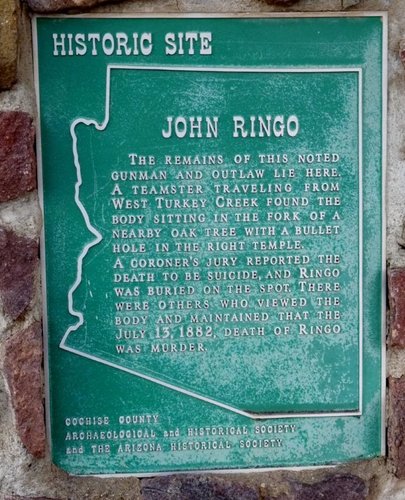 HISTORIC SITE
JOHN RINGO
THE REMAINS OF THIS NOTED
GUNMAN AND OUTLAW LIE HERE.
A TEAMSTER TRAVELING FROM
WEST TURKEY CREEK FOUND THE
BODY SITTING IN THE FORK OF A
NEARBY OAK TREE WITH A BULLET
HOLE IN THE RIGHT TEMPLE.
A CORONER'S JURY REPORTED THE
DEATH TO BE SUICIDE, AND RINGO
WAS BURIED ON THE SPOT. THERE
WERE OTHERS WHO VIEWED THE
BODY AND MAINTAINED THAT THE
JULY 13, 1882, DEATH OF RINGO
WAS MURDER.
COCHISE COUNTY
ARCHAEOLOGICAL and HISTORICAL SOCIETY
and THE ARIZONA HISTORICAL SOCIETY